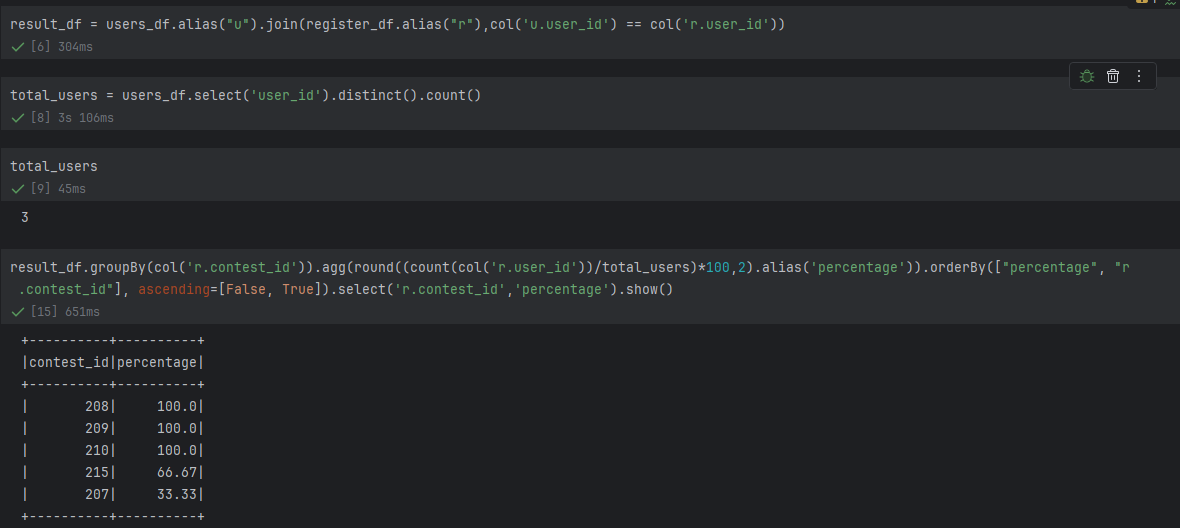 result_df = users_df.alias("u").join(register_df.alias("r"),col('u.user_id') == col('r.user_id'))
[6] 304ms
total_users = users_df.select('user_id').distinct().count()
[8] 3s 106ms
total_users
[9] 45ms
3
result_df.groupBy(col('r.contest_id')).agg(round((count(col('r.user_id'))/total_users)*100,2).alias('percentage')).orderBy(["percentage", "r
.contest_id"], ascending=[False, True]).select('r.contest_id','percentage').show()
[15] 651ms
+----------+----------+
|contest_id|percentage|
+----------+----------+
|       208|     100.0|
|       209|     100.0|
|       210|     100.0|
|       215|     66.67|
|       207|     33.33|
+----------+----------+